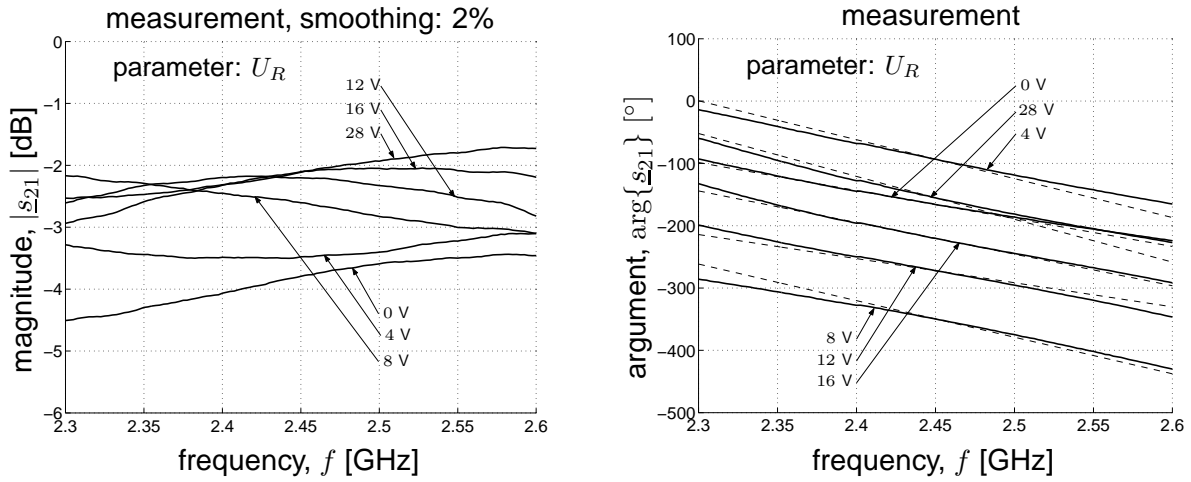 measurement, smoothing: 2%
0
−1
−2
−3
−4
−5
−6
magnitude, |s₂₁| [dB]
parameter: U_R
12 V
16 V
28 V
0 V
4 V
8 V
2.3
2.35
2.4
2.45
2.5
2.55
2.6
frequency, f [GHz]
measurement
100
0
−100
−200
−300
−400
−500
argument, arg{s₂₁} [°]
parameter: U_R
0 V
28 V
4 V
8 V
12 V
16 V
2.3
2.35
2.4
2.45
2.5
2.55
2.6
frequency, f [GHz]